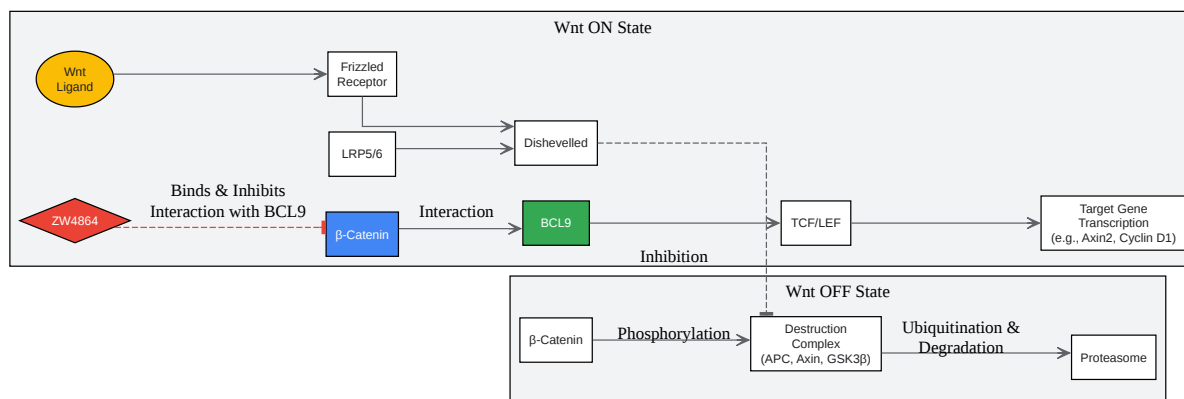 Wnt ON State
Wnt
Ligand
Frizzled
Receptor
LRP5/6
Dishevelled
ZW4864
Binds & Inhibits
Interaction with BCL9
β-Catenin
Interaction
BCL9
TCF/LEF
Target Gene
Transcription
(e.g., Axin2, Cyclin D1)
Inhibition
Wnt OFF State
β-Catenin
Phosphorylation
Destruction
Complex
(APC, Axin, GSK3β)
Ubiquitination &
Degradation
Proteasome